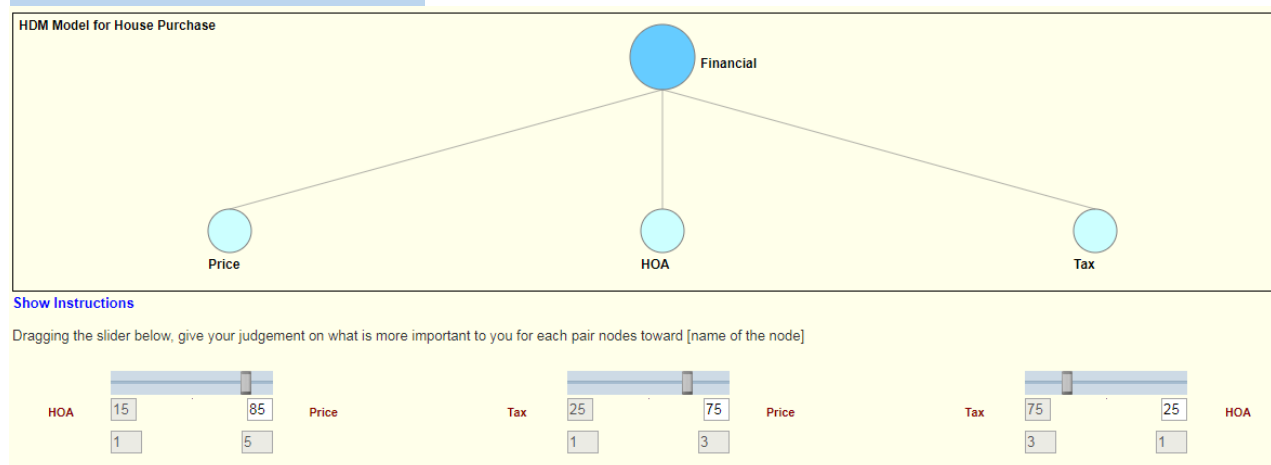 HDM Model for House Purchase
Financial
Price HOA Tax
Show Instructions
Dragging the slider below, give your judgement on what is more important to you for each pair nodes toward [name of the node]
HOA 15 85 Price Tax 25 75 Price Tax 75 25 HOA
1 5 1 3 3 1